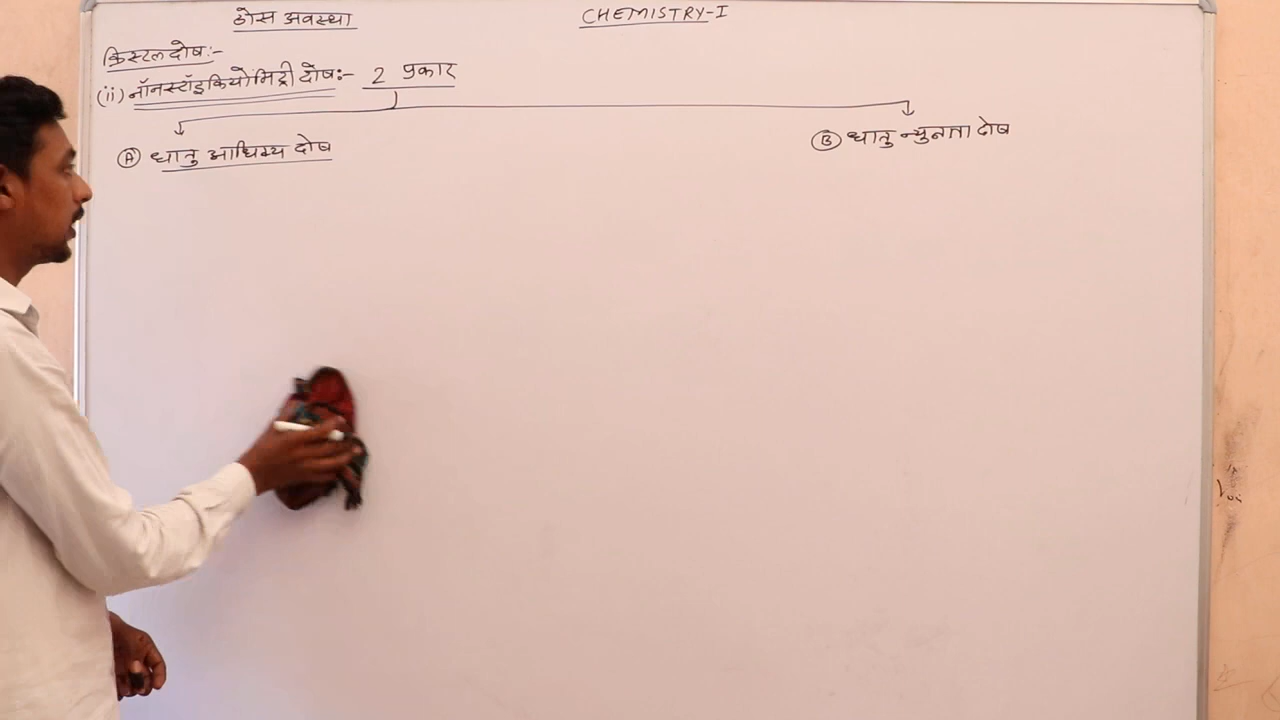 ठोस अवस्था CHEMISTRY-I
क्रिस्टल दोष:-
(ii) नॉनस्टॉइकियोमिट्री दोष:- 2 प्रकार
(A) धातु आधिक्य दोष (B) धातु न्युनता दोष